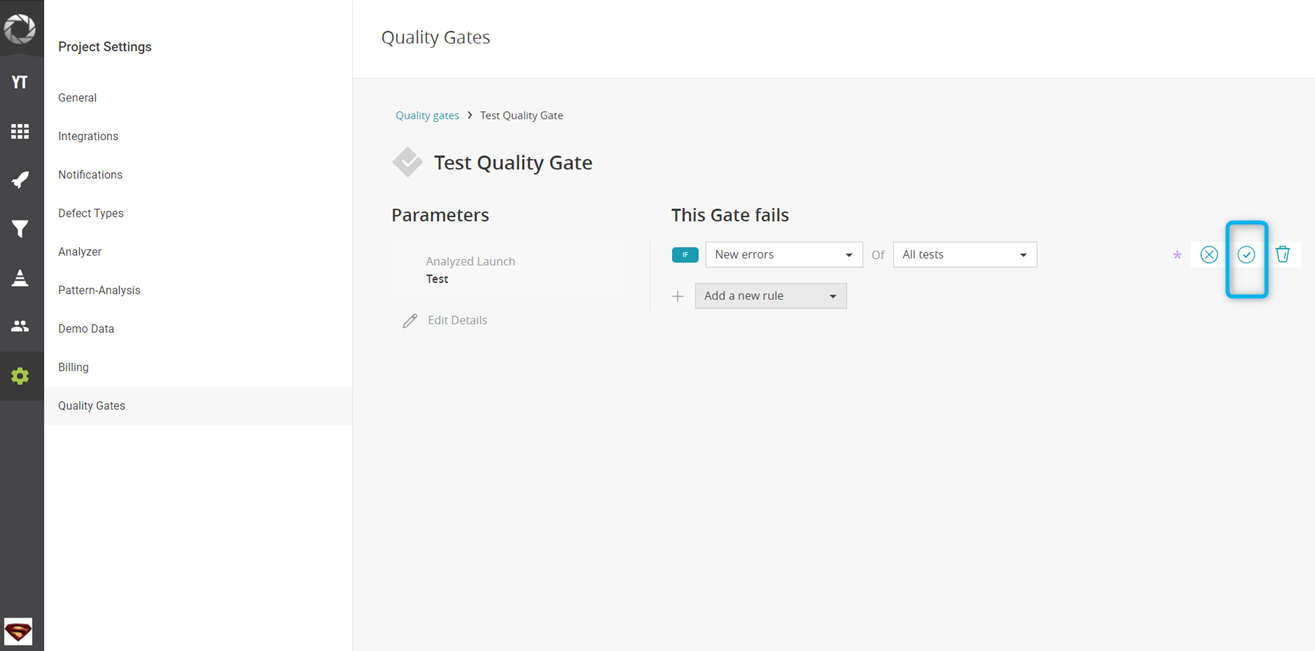 Project Settings
YT
General
Integrations
Notifications
Defect Types
Analyzer
Pattern-Analysis
Demo Data
Billing
Quality Gates
Quality Gates
Quality gates > Test Quality Gate
Test Quality Gate
Parameters
Analyzed Launch
Test
Edit Details
This Gate fails
IF New errors Of All tests *
Add a new rule